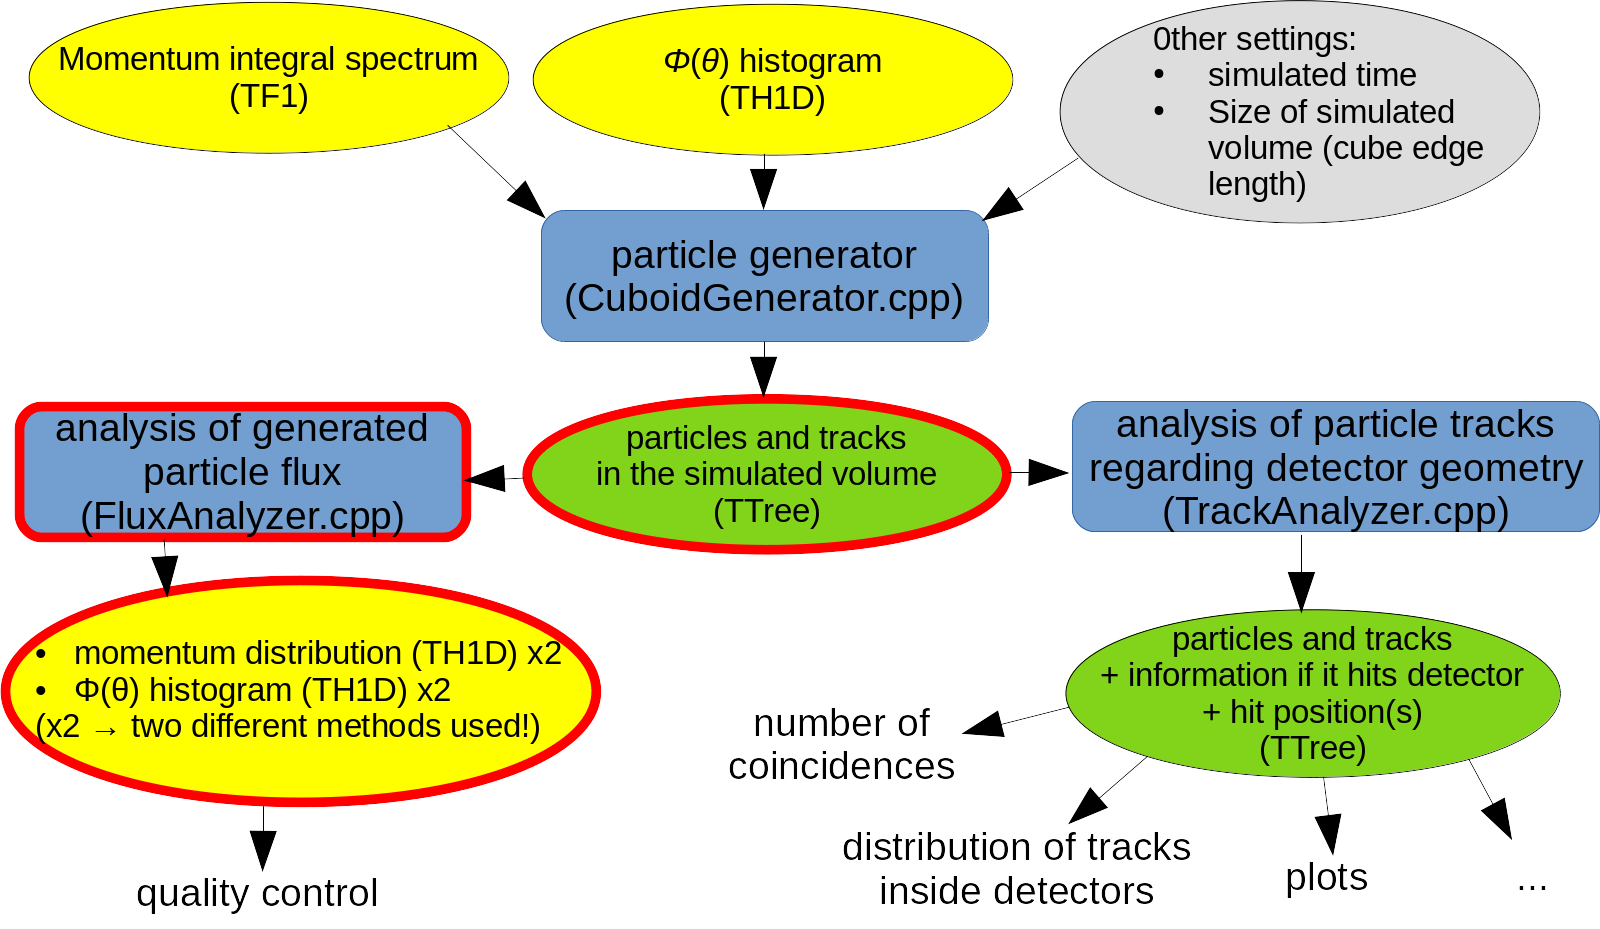 Momentum integral spectrum
(TF1)
Φ(θ) histogram
(TH1D)
0ther settings:
• simulated time
• Size of simulated
volume (cube edge
length)
particle generator
(CuboidGenerator.cpp)
analysis of generated
particle flux
(FluxAnalyzer.cpp)
particles and tracks
in the simulated volume
(TTree)
analysis of particle tracks
regarding detector geometry
(TrackAnalyzer.cpp)
• momentum distribution (TH1D) x2
• Φ(θ) histogram (TH1D) x2
(x2 → two different methods used!)
particles and tracks
+ information if it hits detector
+ hit position(s)
(TTree)
number of
coincidences
distribution of tracks
inside detectors
plots
...
quality control